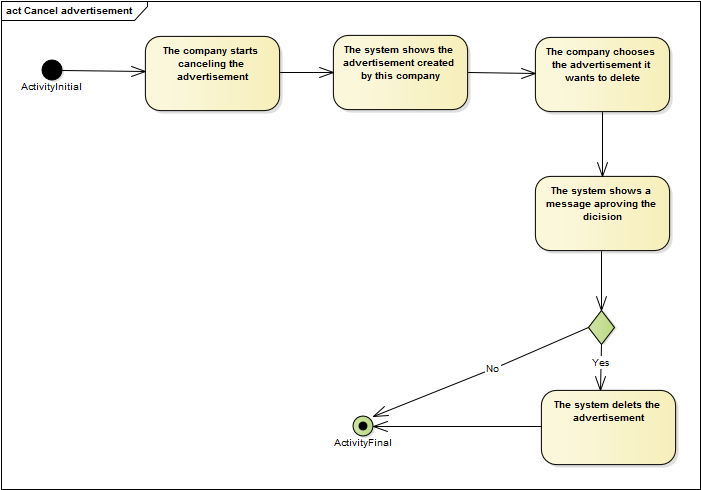 act Cancel advertisement
ActivityInitial
The company starts
canceling the
advertisement
The system shows the
advertisement created
by this company
The company chooses
the advertisement it
wants to delete
The system shows a
message aproving the
dicision
No
Yes
The system delets the
advertisement
ActivityFinal